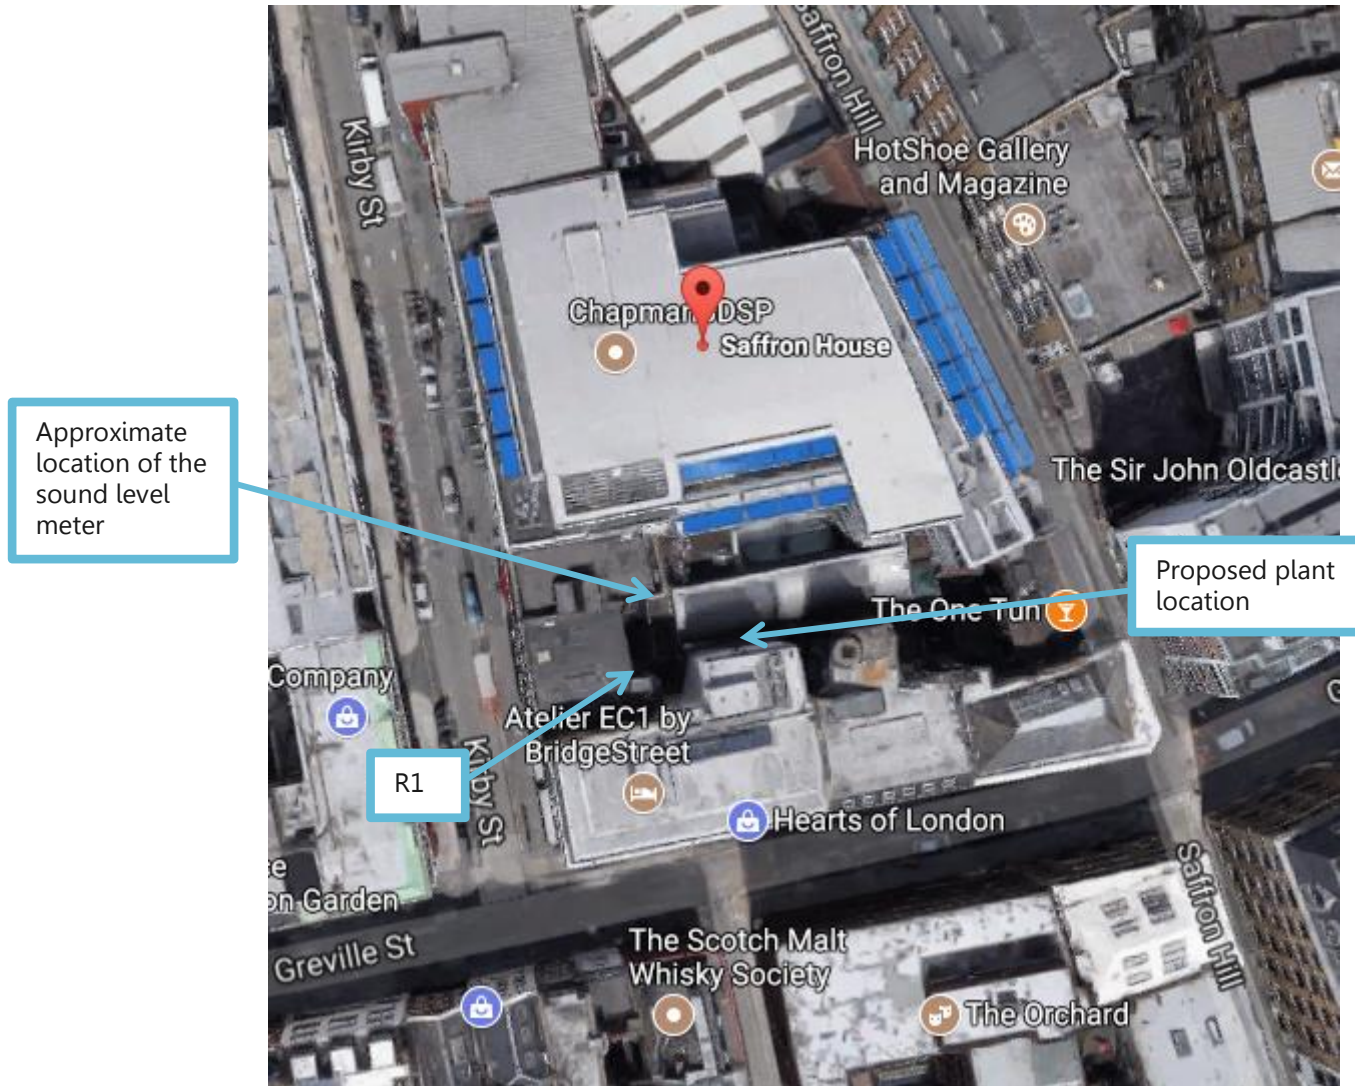 Saffron Hill
Kirby St
HotShoe Gallery
and Magazine
Saffron House
Approximate
location of the
sound level
meter
The Sir John Oldcastl
Proposed plant
location
The One Tun
Company
Atelier EC1 by
BridgeStreet
R1
Kirby St
Hearts of London
on Garden
Saffron Hill
Greville St
The Scotch Malt
Whisky Society
The Orchard